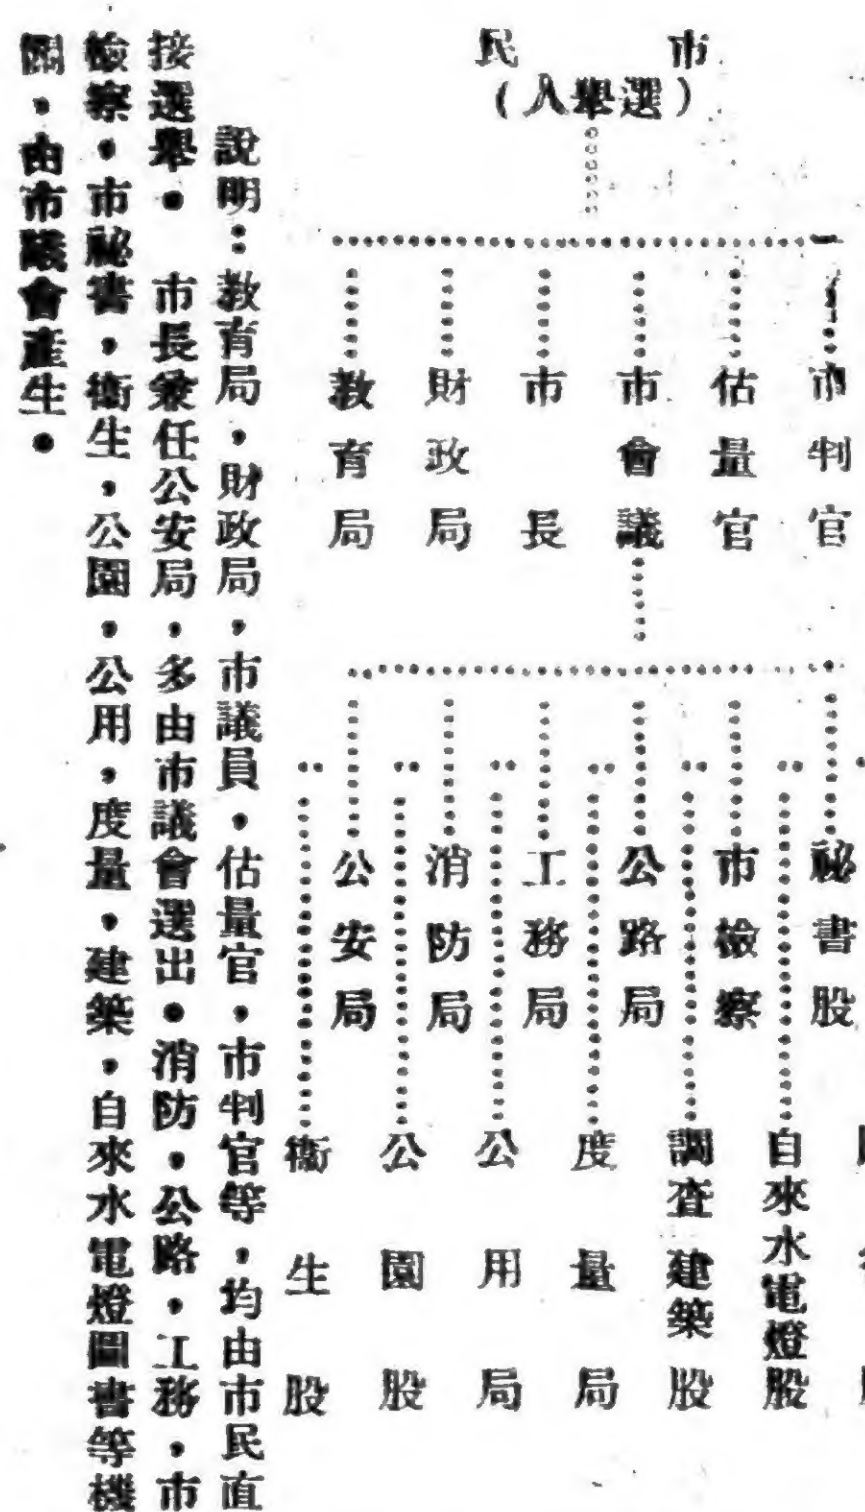 市民
(選舉人)
市判官
估量官
市會議
市長
財政局
教育局
祕書股
市檢察
公路局
工務局
消防局
公安局
自來水電燈股
調查建築股
度量局
公用局
公園股
衞生股
說明：教育局，財政局，市議員，估量官，市判官等，均由市民直
接選舉。市長兼任公安局，多由市議會選出。消防，公路，工務，市
檢察，市祕書，衞生，公園，公用，度量，建築，自來水電燈圖書等機
關，由市議會產生。